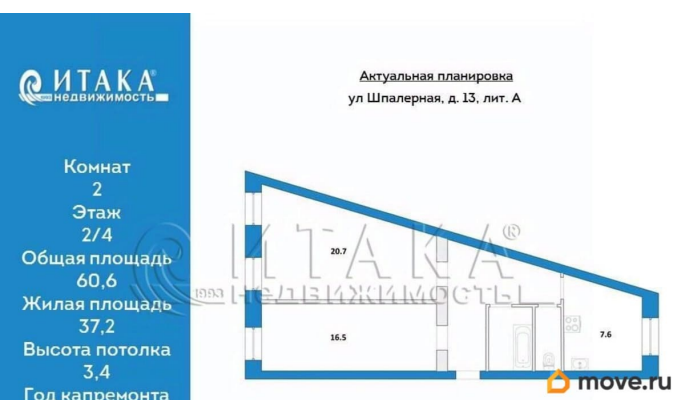 ИТАКА®
1993 НЕДВИЖИМОСТЬ
Комнат
2
Этаж
2/4
Общая площадь
60,6
Жилая площадь
37,2
Высота потолка
3,4
Год капремонта
Актуальная планировка
ул Шпалерная, д. 13, лит. А
ИТАКА®
1993 НЕДВИЖИМОСТЬ
20.7
16.5
7.6
move.ru